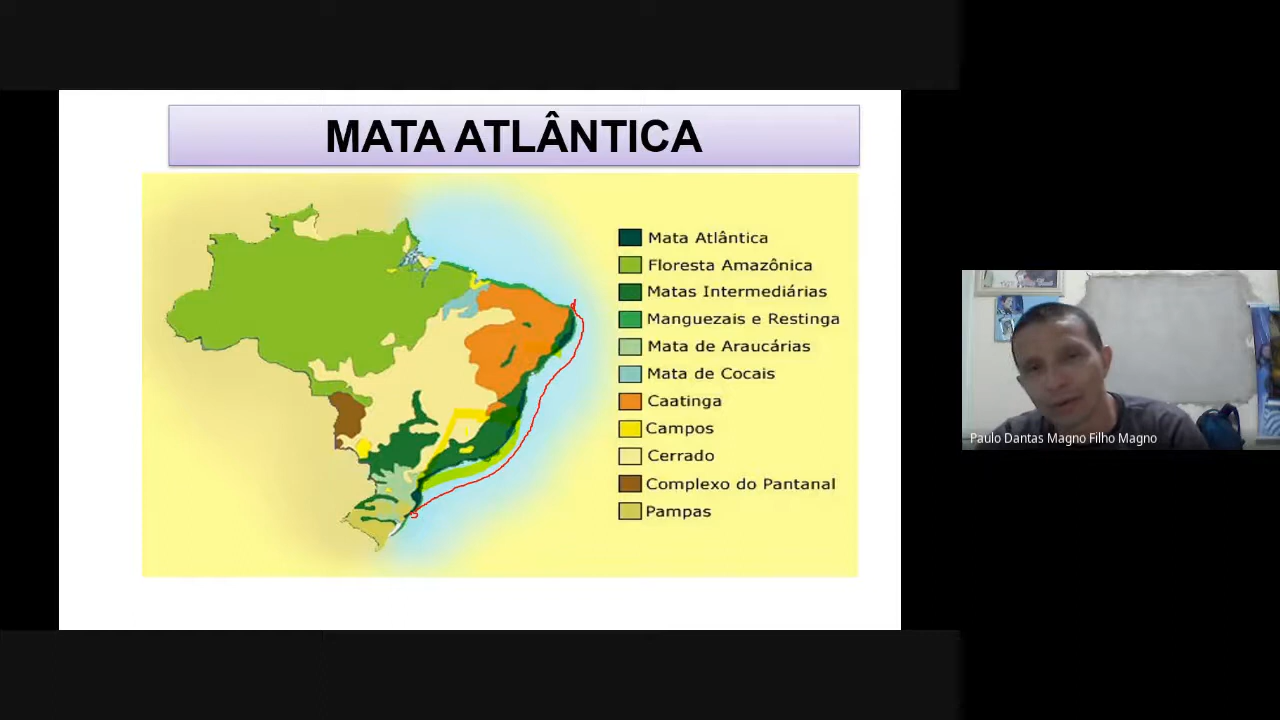 MATA ATLÂNTICA
Mata Atlântica
Floresta Amazônica
Matas Intermediárias
Manguezais e Restinga
Mata de Araucárias
Mata de Cocais
Caatinga
Campos
Cerrado
Complexo do Pantanal
Pampas
Paulo Dantas Magno Filho Magno